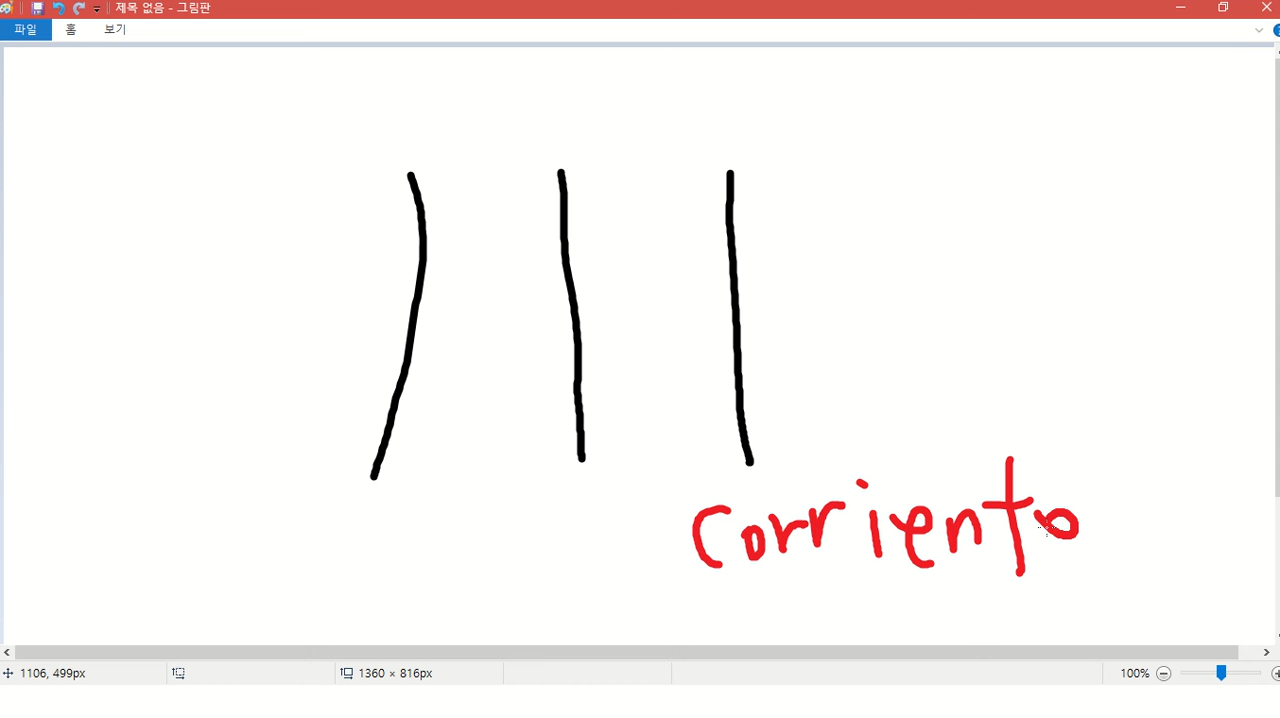 제목 없음 - 그림판
파일 홈 보기
corriento
1106, 499px 1360 × 816px 100%